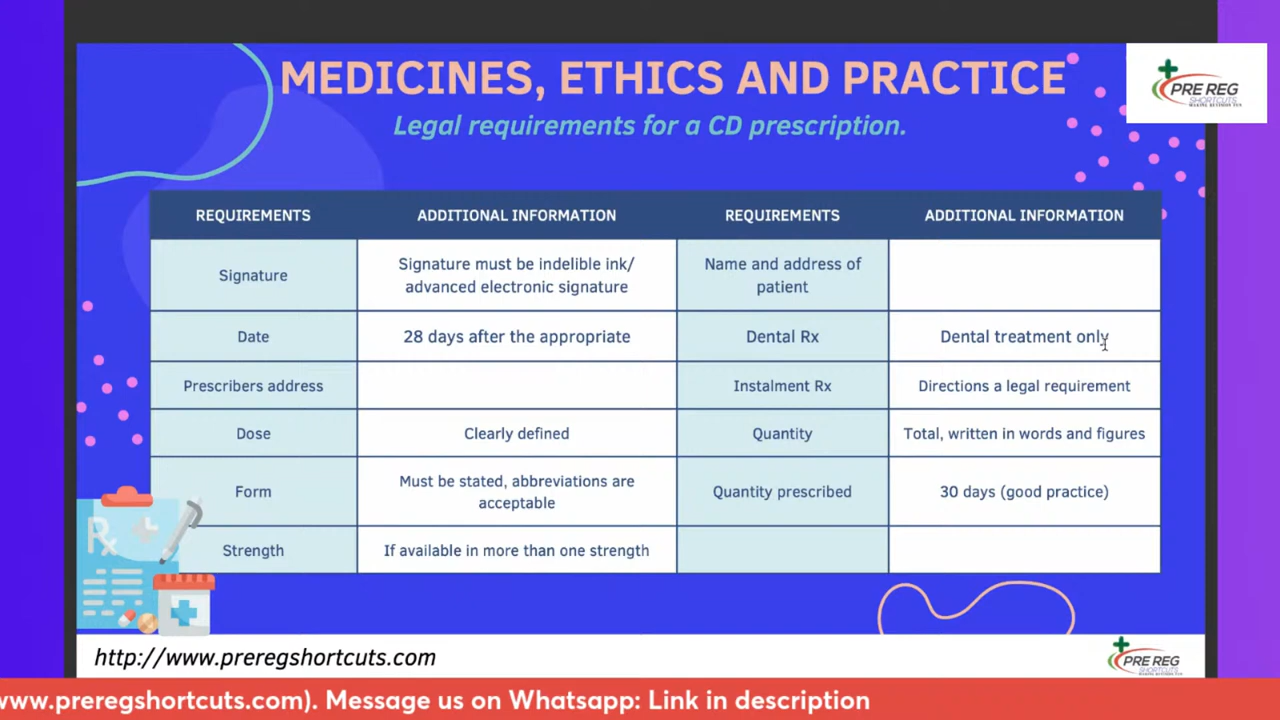 MEDICINES, ETHICS AND PRACTICE
PRE REG
SHORTCUTS
Legal requirements for a CD prescription.
REQUIREMENTS ADDITIONAL INFORMATION REQUIREMENTS ADDITIONAL INFORMATION
Signature
Signature must be indelible ink/
advanced electronic signature
Name and address of
patient
Date 28 days after the appropriate Dental Rx Dental treatment only
Prescribers address Instalment Rx Directions a legal requirement
Dose Clearly defined Quantity Total, written in words and figures
Form
Must be stated, abbreviations are
acceptable
Quantity prescribed 30 days (good practice)
Strength If available in more than one strength
Rx
http://www.preregshortcuts.com
PRE REG
SHORTCUTS
www.preregshortcuts.com). Message us on Whatsapp: Link in description